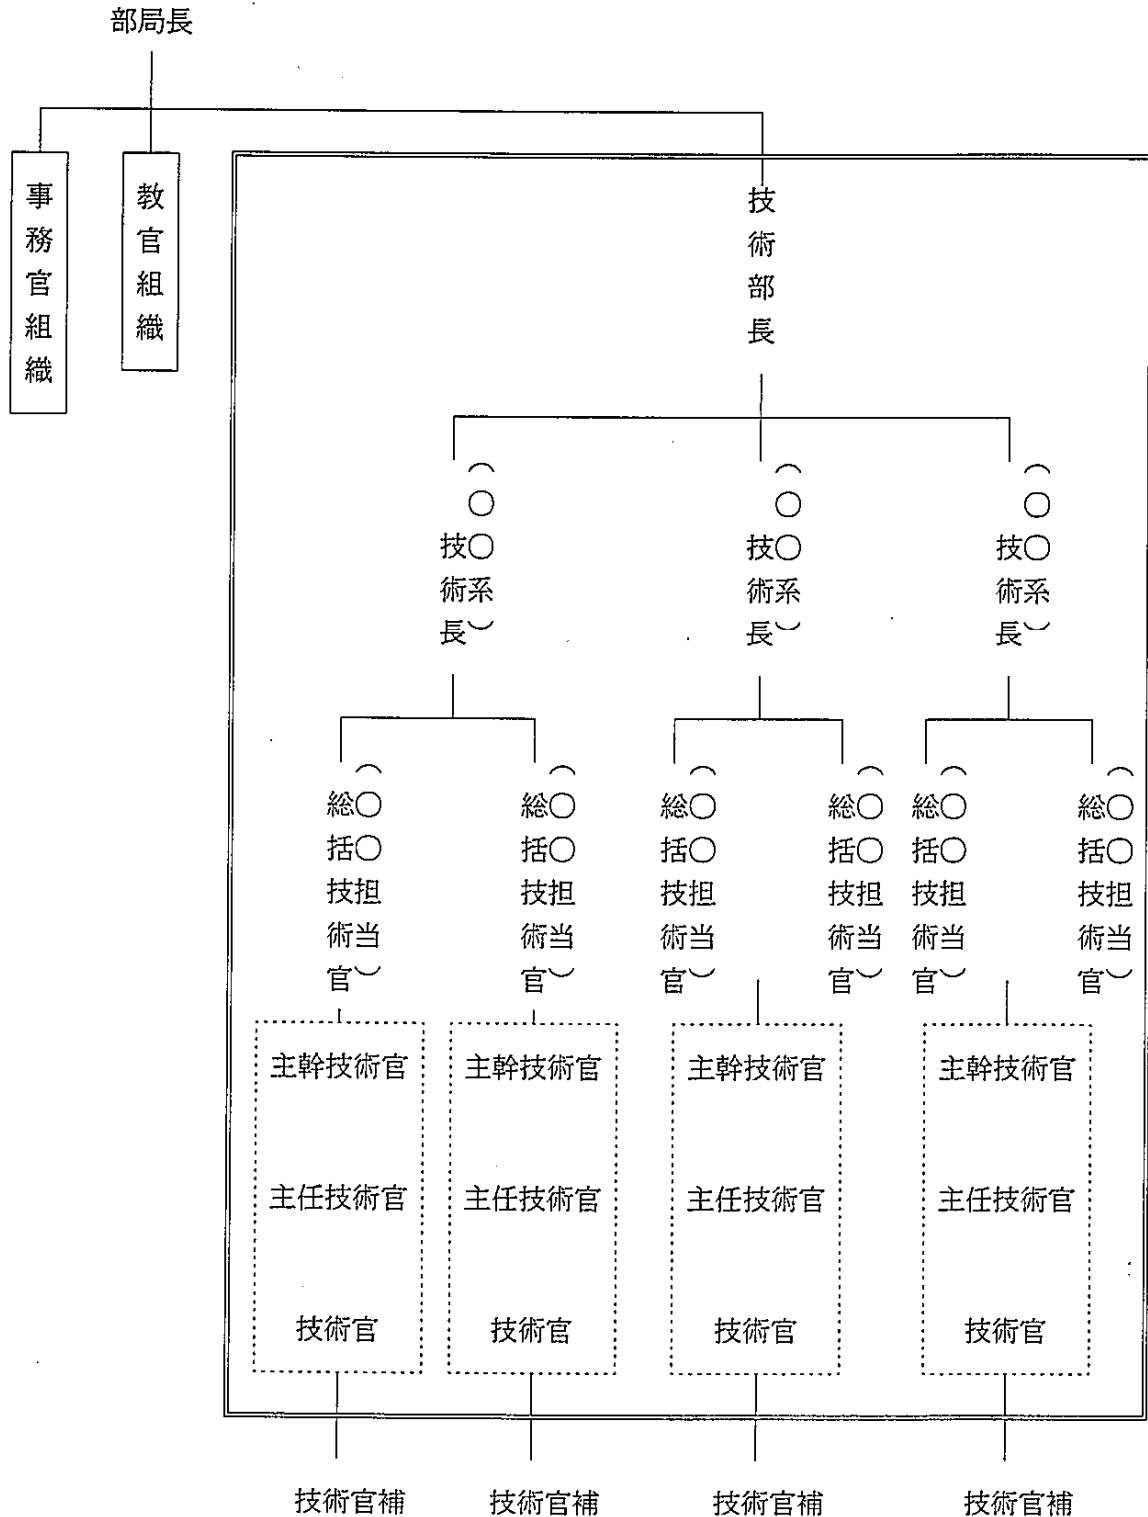 部局長
事務官組織
教官組織
技術部長
(○○系)
技術長
(○○系)
技術長
(○○系)
技術長
(○○担当)
総括技術官
(○○担当)
総括技術官
(○○担当)
総括技術官
(○○担当)
総括技術官
(○○担当)
総括技術官
(○○担当)
総括技術官
主幹技術官
主幹技術官
主幹技術官
主幹技術官
主任技術官
主任技術官
主任技術官
主任技術官
技術官
技術官
技術官
技術官
技術官補
技術官補
技術官補
技術官補